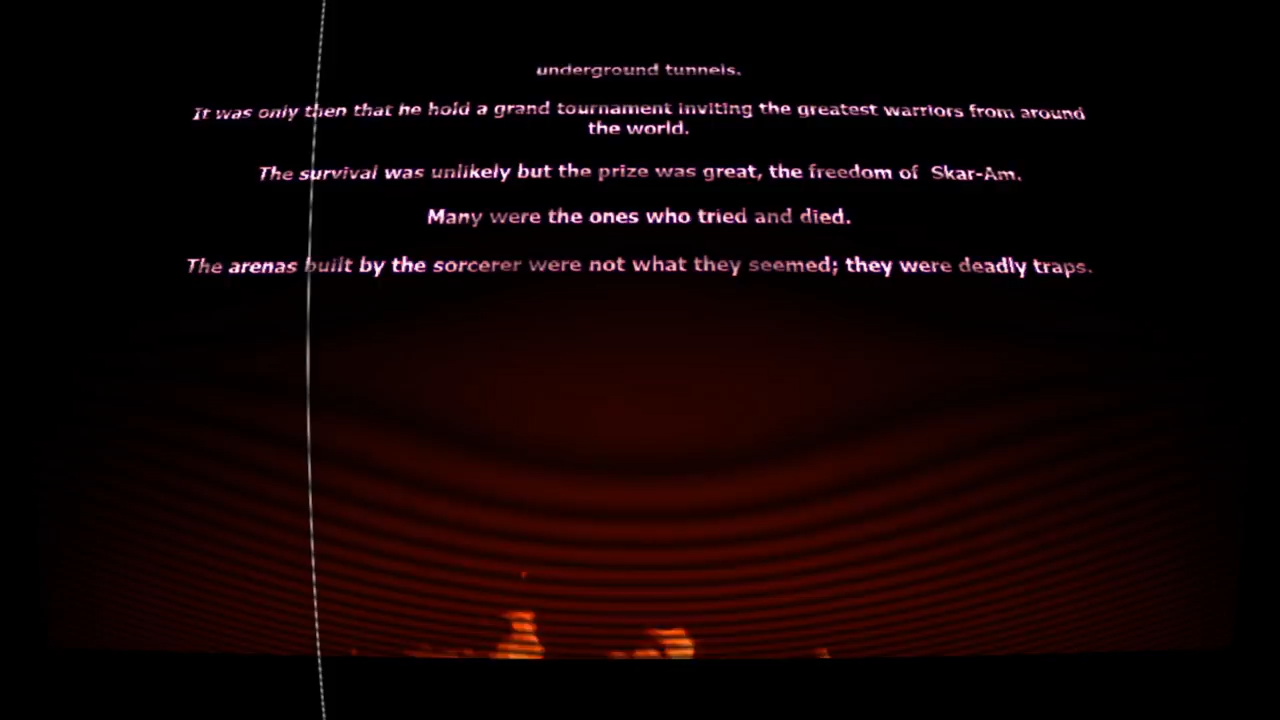 underground tunnels.
It was only then that he hold a grand tournament inviting the greatest warriors from around
the world.
The survival was unlikely but the prize was great, the freedom of  Skar-Am.
Many were the ones who tried and died.
The arenas built by the sorcerer were not what they seemed; they were deadly traps.